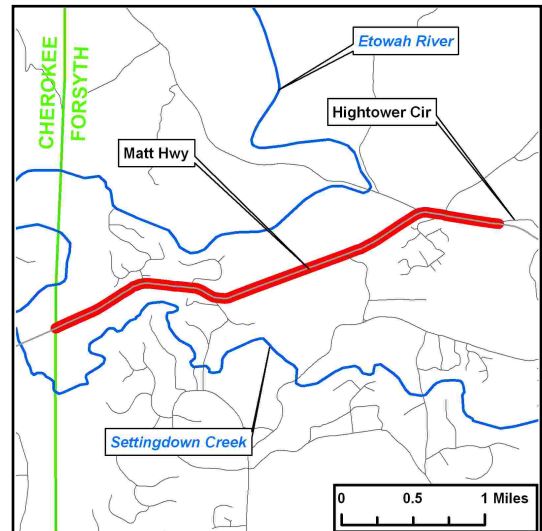 Etowah River
Hightower Cir
CHEROKEE
FORSYTH
Matt Hwy
Settingdown Creek
0 0.5 1 Miles